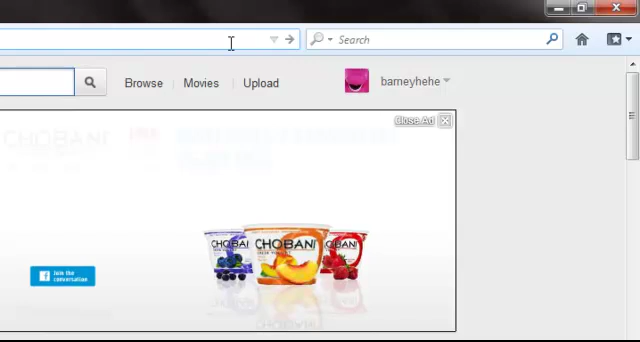 Search
Browse | Movies | Upload
barneyhehe
Close Ad
CHOBANI
CHOBANI CHOBANI CHOBANI
Join the
conversation